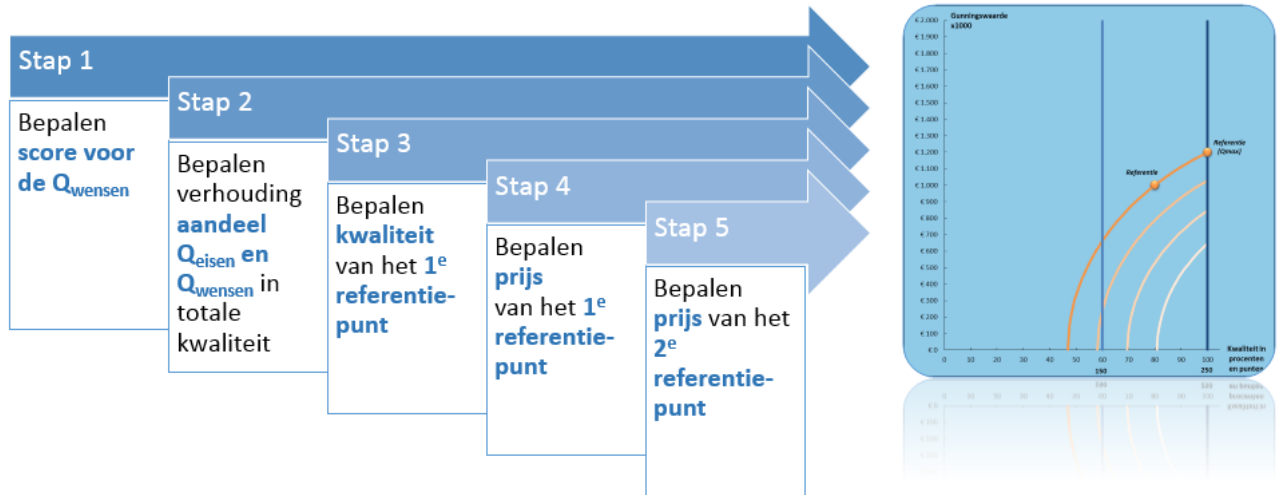 Stap 1
Bepalen
score voor
de Qwensen
Stap 2
Bepalen
verhouding
aandeel
Qeisen en
Qwensen in
totale
kwaliteit
Stap 3
Bepalen
kwaliteit
van het 1e
referentie-
punt
Stap 4
Bepalen
prijs
van het 1e
referentie-
punt
Stap 5
Bepalen
prijs van het
2e
referentie-
punt
Gunningswaarde
x1000
€ 2.000
€ 1.900
€ 1.800
€ 1.700
€ 1.600
€ 1.500
€ 1.400
€ 1.300
€ 1.200
€ 1.100
€ 1.000
€ 900
€ 800
€ 700
€ 600
€ 500
€ 400
€ 300
€ 200
€ 100
€ 0
Referentie
(Qmax)
Referentie
0 10 20 30 40 50 60 70 80 90 100
150 250
Kwaliteit in
procenten
en punten